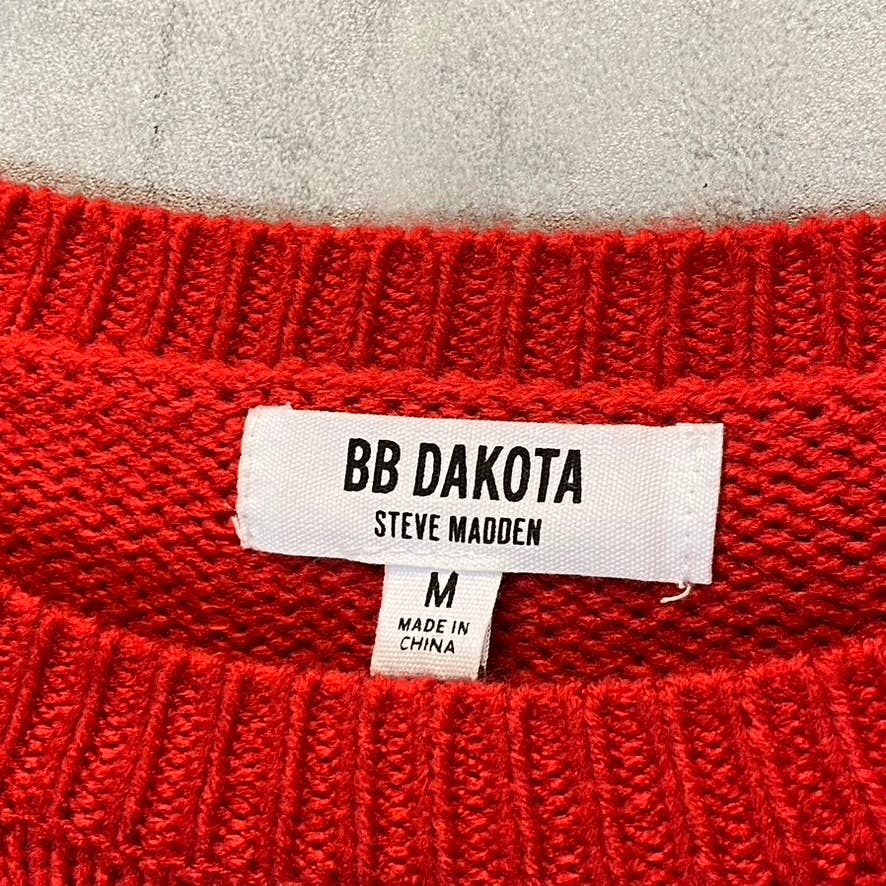 BB DAKOTA
STEVE MADDEN
M
MADE IN
CHINA